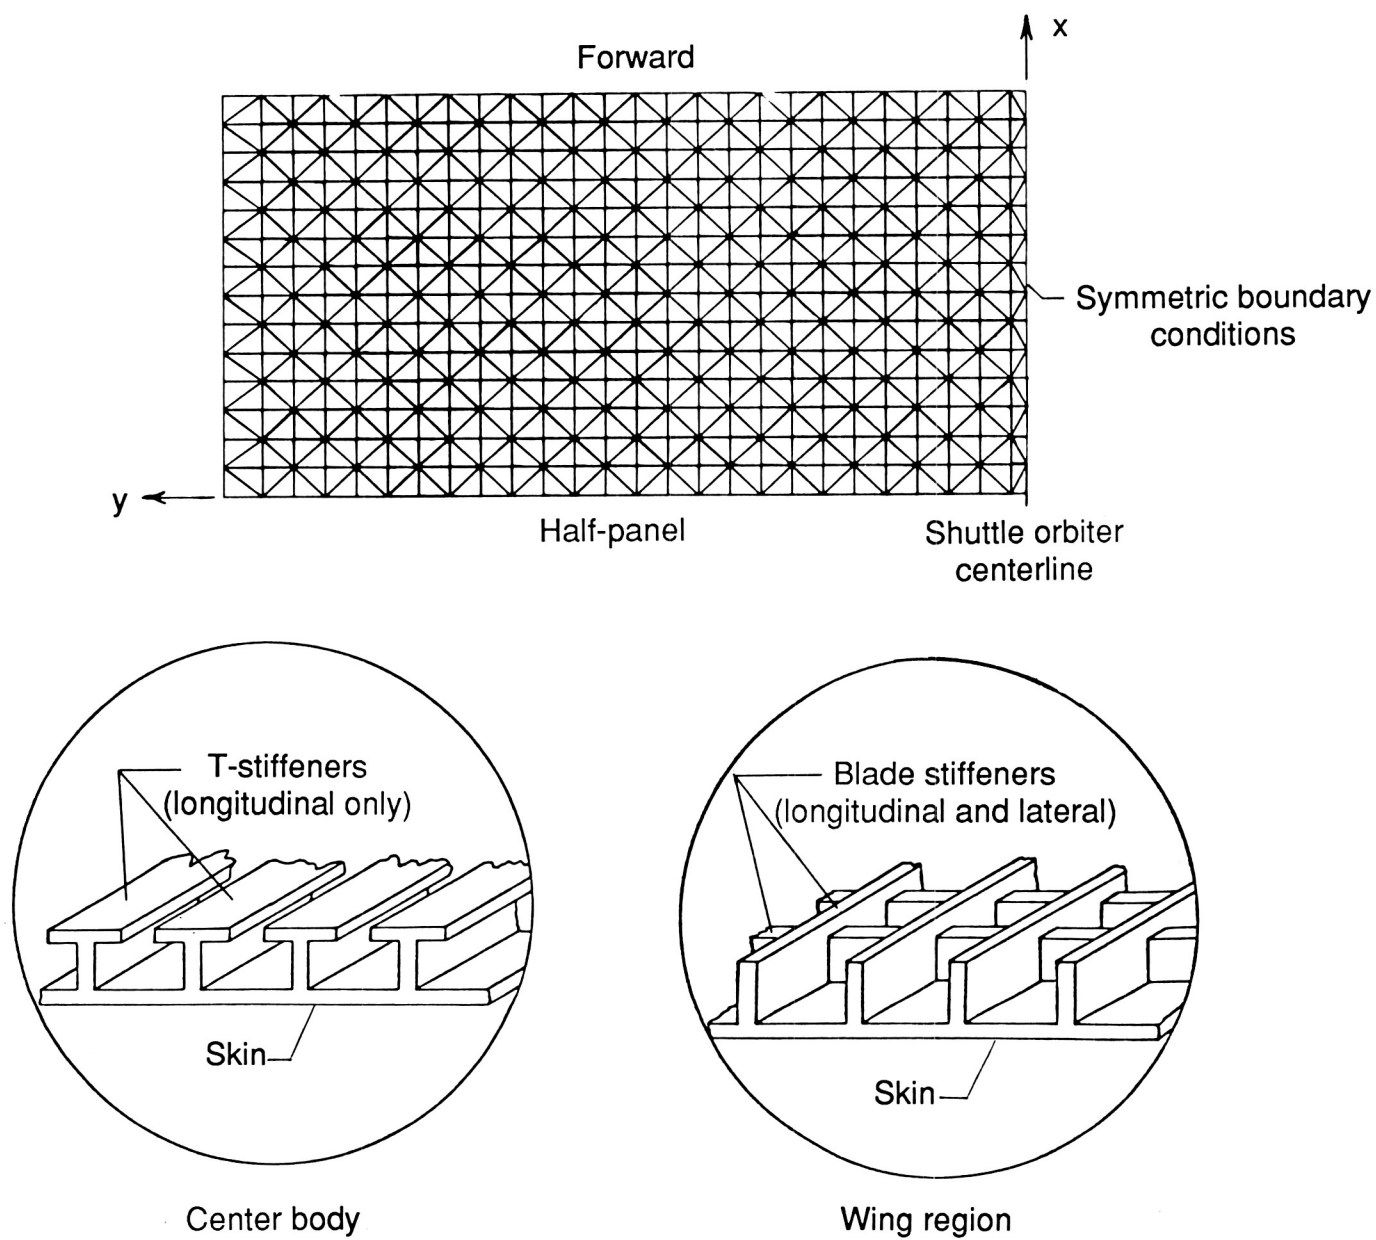 x
Forward
Symmetric boundary
conditions
y
Half-panel
Shuttle orbiter
centerline
T-stiffeners
(longitudinal only)
Skin
Center body
Blade stiffeners
(longitudinal and lateral)
Skin
Wing region